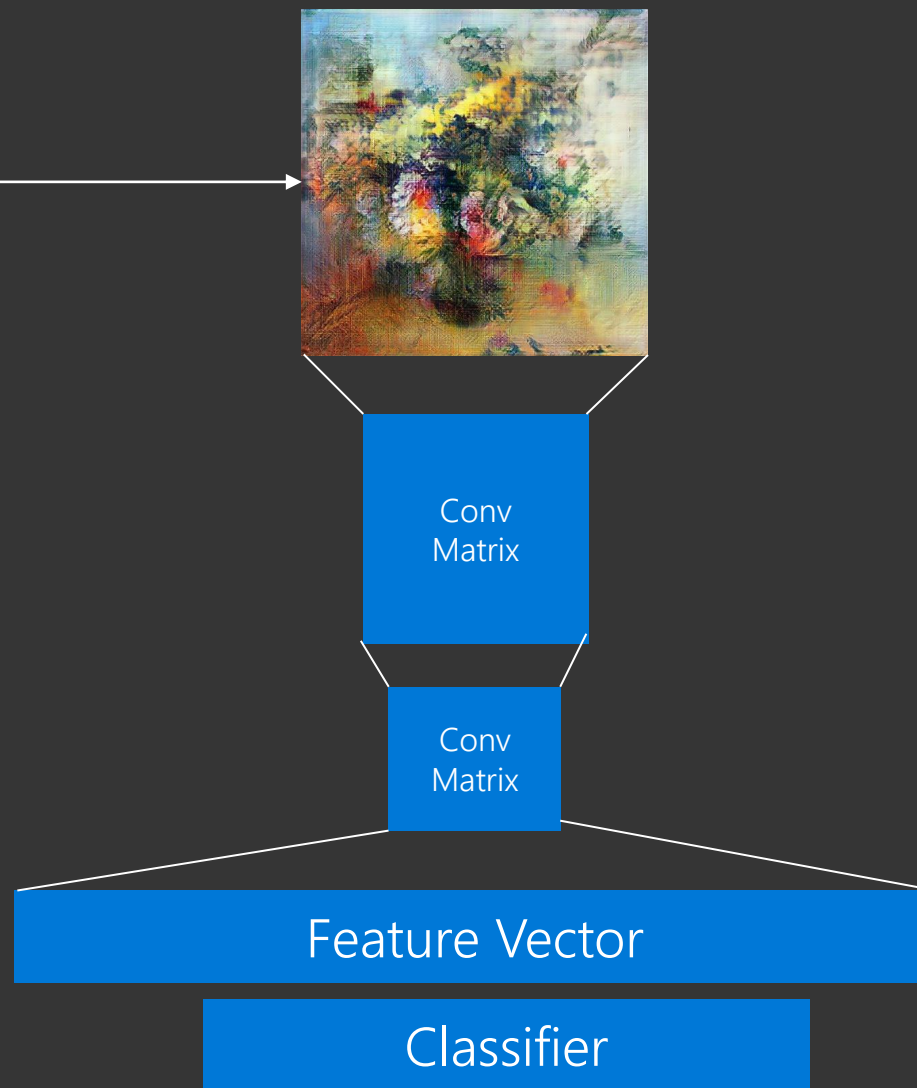 Conv
Matrix
Conv
Matrix
Feature Vector
Classifier